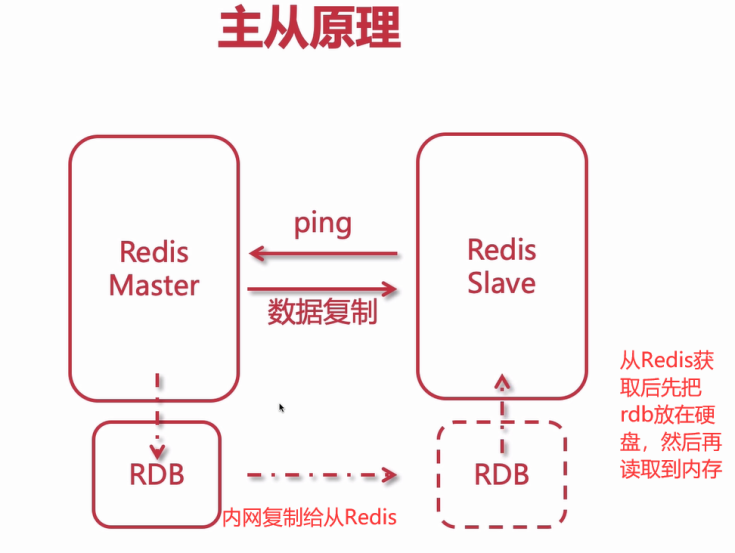 主从原理
ping
Redis
Master
Redis
Slave
数据复制
从Redis获
取后先把
rdb放在硬
盘，然后再
读取到内存
RDB
RDB
内网复制给从Redis